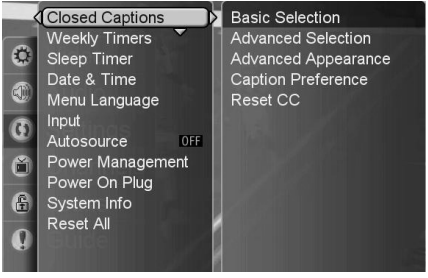 Closed Captions
Weekly Timers
Sleep Timer
Date & Time
Menu Language
Input
Autosource OFF
Power Management
Power On Plug
System Info
Reset All
Basic Selection
Advanced Selection
Advanced Appearance
Caption Preference
Reset CC
Guide